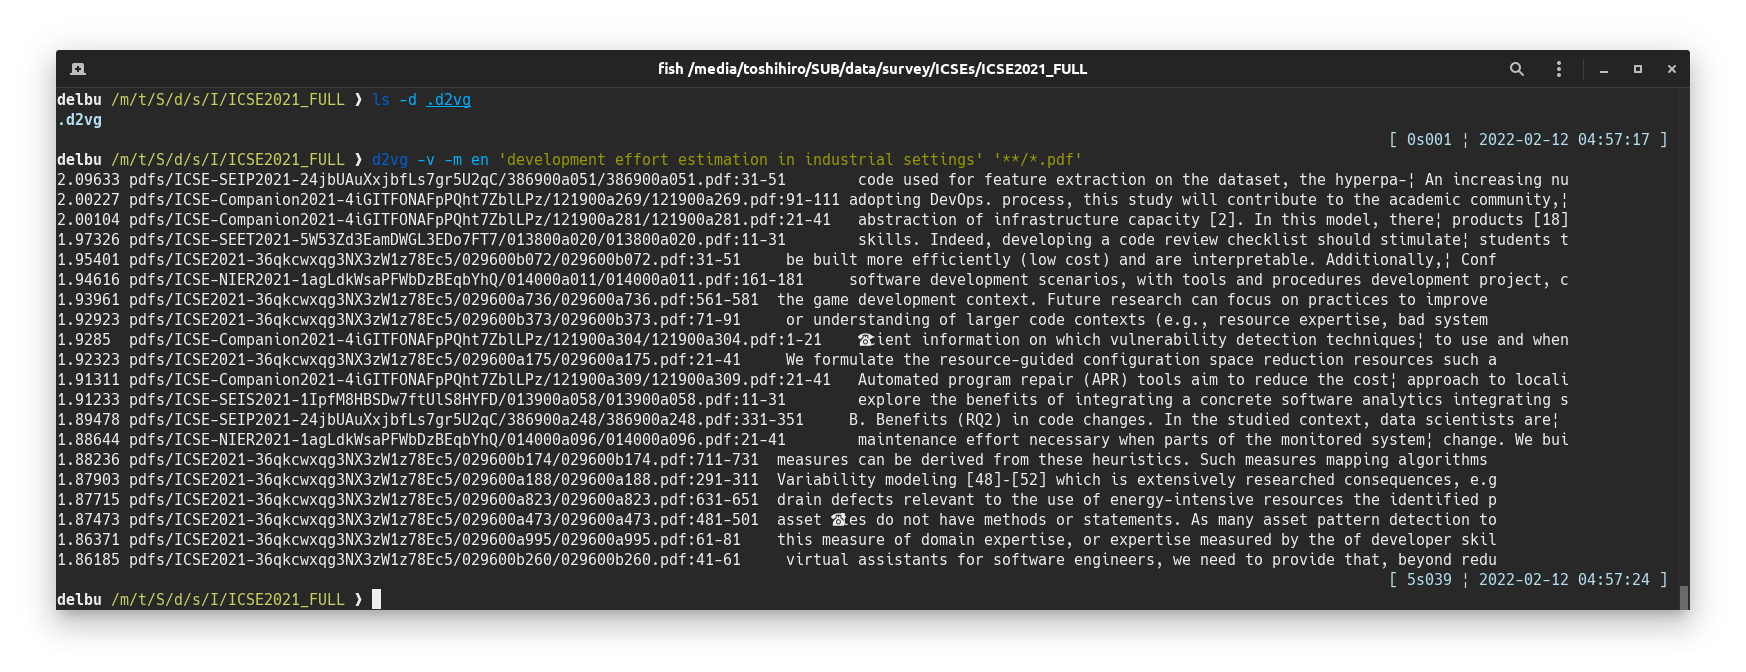 fish /media/toshihiro/SUB/data/survey/ICSEs/ICSE2021_FULL
delbu /m/t/S/d/s/I/ICSE2021_FULL ❯ ls -d .d2vg
.d2vg
[ 0s001 ¦ 2022-02-12 04:57:17 ]
delbu /m/t/S/d/s/I/ICSE2021_FULL ❯ d2vg -v -m en 'development effort estimation in industrial settings' '**/*.pdf'
2.09633 pdfs/ICSE-SEIP2021-24jbUAuXxjbfLs7gr5U2qC/386900a051/386900a051.pdf:31-51 code used for feature extraction on the dataset, the hyperpa-¦ An increasing nu
2.00227 pdfs/ICSE-Companion2021-4iGITFONAFpPQht7ZblLPz/121900a269/121900a269.pdf:91-111 adopting DevOps. process, this study will contribute to the academic community,¦
2.00104 pdfs/ICSE-Companion2021-4iGITFONAFpPQht7ZblLPz/121900a281/121900a281.pdf:21-41 abstraction of infrastructure capacity [2]. In this model, there¦ products [18]
1.97326 pdfs/ICSE-SEET2021-5W53Zd3EamDWGL3EDo7FT7/013800a020/013800a020.pdf:11-31 skills. Indeed, developing a code review checklist should stimulate¦ students t
1.95401 pdfs/ICSE2021-36qkcwxqg3NX3zW1z78Ec5/029600b072/029600b072.pdf:31-51 be built more efficiently (low cost) and are interpretable. Additionally,¦ Conf
1.94616 pdfs/ICSE-NIER2021-1agLdkWsaPFWbDzBEqbYhQ/014000a011/014000a011.pdf:161-181 software development scenarios, with tools and procedures development project, c
1.93961 pdfs/ICSE2021-36qkcwxqg3NX3zW1z78Ec5/029600a736/029600a736.pdf:561-581 the game development context. Future research can focus on practices to improve
1.92923 pdfs/ICSE2021-36qkcwxqg3NX3zW1z78Ec5/029600b373/029600b373.pdf:71-91 or understanding of larger code contexts (e.g., resource expertise, bad system
1.9285 pdfs/ICSE-Companion2021-4iGITFONAFpPQht7ZblLPz/121900a304/121900a304.pdf:1-21 ☎cient information on which vulnerability detection techniques¦ to use and when
1.92323 pdfs/ICSE2021-36qkcwxqg3NX3zW1z78Ec5/029600a175/029600a175.pdf:21-41 We formulate the resource-guided configuration space reduction resources such a
1.91311 pdfs/ICSE-Companion2021-4iGITFONAFpPQht7ZblLPz/121900a309/121900a309.pdf:21-41 Automated program repair (APR) tools aim to reduce the cost¦ approach to locali
1.91233 pdfs/ICSE-SEIS2021-1IpfM8HBSDw7ftUlS8HYFD/013900a058/013900a058.pdf:11-31 explore the benefits of integrating a concrete software analytics integrating s
1.89478 pdfs/ICSE-SEIP2021-24jbUAuXxjbfLs7gr5U2qC/386900a248/386900a248.pdf:331-351 B. Benefits (RQ2) in code changes. In the studied context, data scientists are¦
1.88644 pdfs/ICSE-NIER2021-1agLdkWsaPFWbDzBEqbYhQ/014000a096/014000a096.pdf:21-41 maintenance effort necessary when parts of the monitored system¦ change. We bui
1.88236 pdfs/ICSE2021-36qkcwxqg3NX3zW1z78Ec5/029600b174/029600b174.pdf:711-731 measures can be derived from these heuristics. Such measures mapping algorithms
1.87903 pdfs/ICSE2021-36qkcwxqg3NX3zW1z78Ec5/029600a188/029600a188.pdf:291-311 Variability modeling [48]-[52] which is extensively researched consequences, e.g
1.87715 pdfs/ICSE2021-36qkcwxqg3NX3zW1z78Ec5/029600a823/029600a823.pdf:631-651 drain defects relevant to the use of energy-intensive resources the identified p
1.87473 pdfs/ICSE2021-36qkcwxqg3NX3zW1z78Ec5/029600a473/029600a473.pdf:481-501 asset ☎les do not have methods or statements. As many asset pattern detection to
1.86371 pdfs/ICSE2021-36qkcwxqg3NX3zW1z78Ec5/029600a995/029600a995.pdf:61-81 this measure of domain expertise, or expertise measured by the of developer skil
1.86185 pdfs/ICSE2021-36qkcwxqg3NX3zW1z78Ec5/029600b260/029600b260.pdf:41-61 virtual assistants for software engineers, we need to provide that, beyond redu
[ 5s039 ¦ 2022-02-12 04:57:24 ]
delbu /m/t/S/d/s/I/ICSE2021_FULL ❯